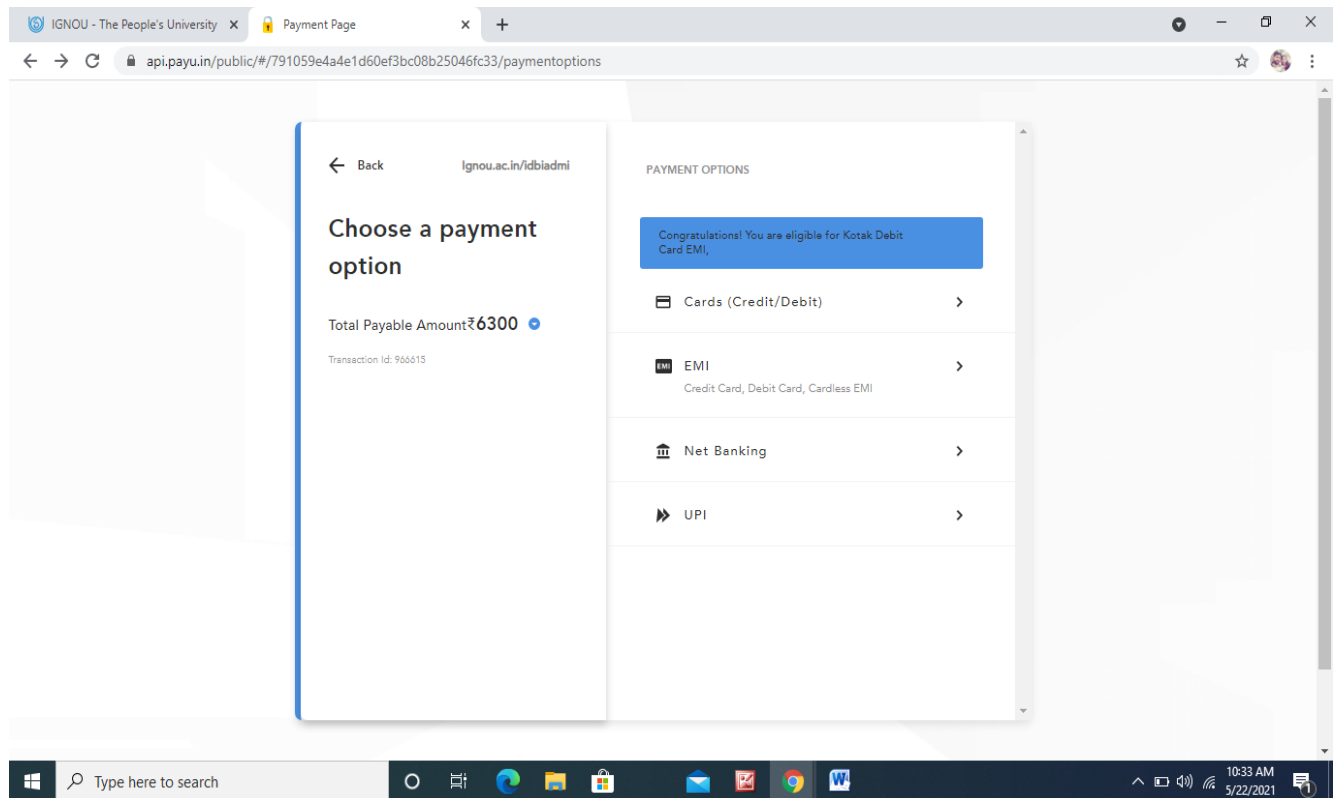 IGNOU - The People's University
Payment Page
api.payu.in/public/#/791059e4a4e1d60ef3bc08b25046fc33/paymentoptions
Back
Ignou.ac.in/idbiadmi
Choose a payment
option
Total Payable Amount₹6300
Transaction Id: 966615
PAYMENT OPTIONS
Congratulations! You are eligible for Kotak Debit
Card EMI,
Cards (Credit/Debit)
EMI
EMI
Credit Card, Debit Card, Cardless EMI
Net Banking
UPI
Type here to search
10:33 AM
5/22/2021
1